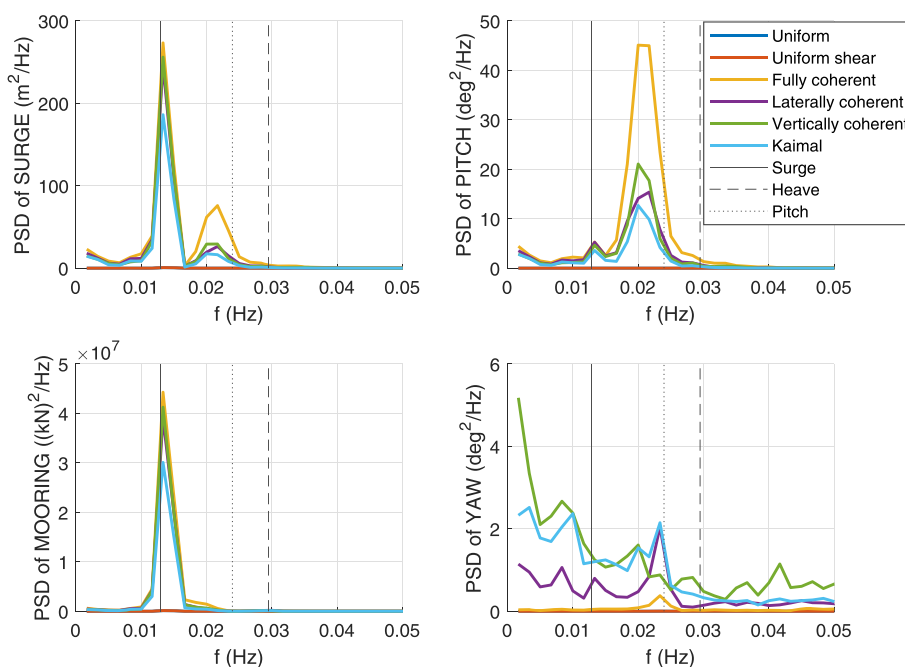 PSD of SURGE (m²/Hz)
300
200
100
0
0 0.01 0.02 0.03 0.04 0.05
f (Hz)
PSD of PITCH (deg²/Hz)
50
40
30
20
10
0
0 0.01 0.02 0.03 0.04 0.05
f (Hz)
Uniform
Uniform shear
Fully coherent
Laterally coherent
Vertically coherent
Kaimal
Surge
Heave
Pitch
PSD of MOORING ((kN)²/Hz)
×10⁷
5
4
3
2
1
0
0 0.01 0.02 0.03 0.04 0.05
f (Hz)
PSD of YAW (deg²/Hz)
6
4
2
0
0 0.01 0.02 0.03 0.04 0.05
f (Hz)